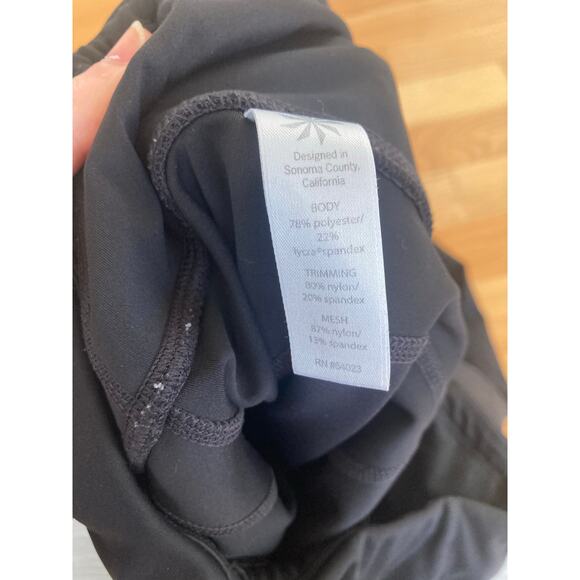 Designed in
Sonoma County,
California
BODY
78% polyester/
22%
lycra®spandex
TRIMMING
80% nylon/
20% spandex
MESH
87% nylon/
13% spandex
RN #54023